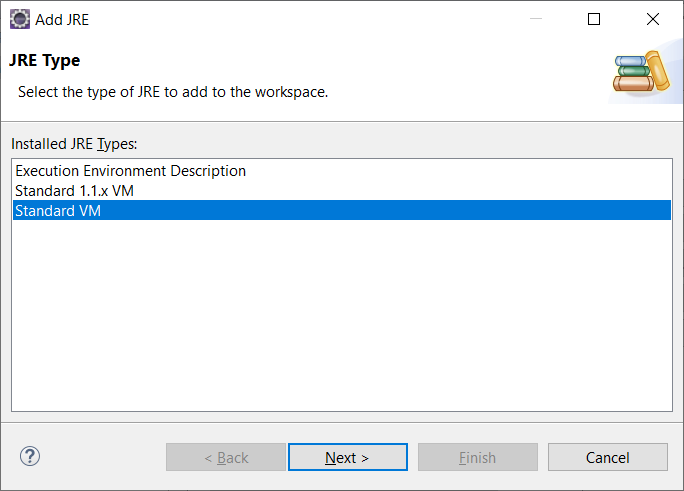 Add JRE
JRE Type
Select the type of JRE to add to the workspace.
Installed JRE Types:
Execution Environment Description
Standard 1.1.x VM
Standard VM
< Back
Next >
Finish
Cancel